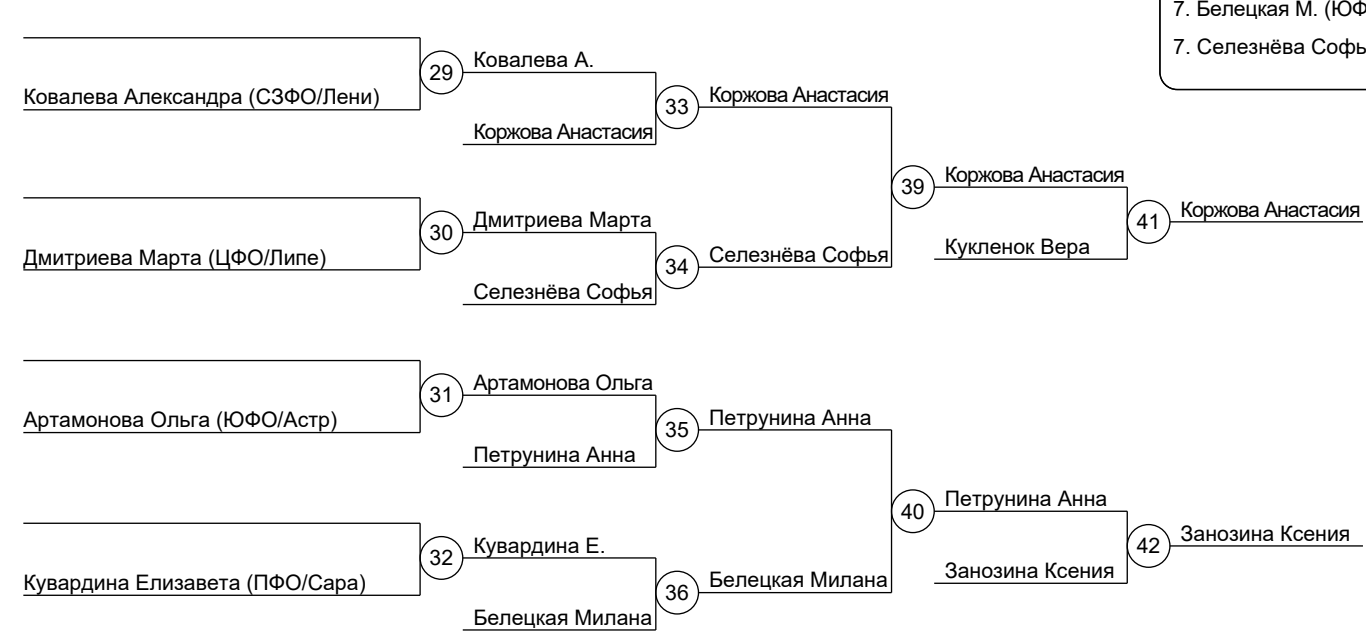 7. Белецкая М. (ЮФ
7. Селезнёва Софь
29
Ковалева А.
Ковалева Александра (СЗФО/Лени)
33
Коржова Анастасия
Коржова Анастасия
39
Коржова Анастасия
30
Дмитриева Марта
41
Коржова Анастасия
Дмитриева Марта (ЦФО/Липе)
34
Селезнёва Софья
Кукленок Вера
Селезнёва Софья
31
Артамонова Ольга
Артамонова Ольга (ЮФО/Астр)
35
Петрунина Анна
Петрунина Анна
40
Петрунина Анна
32
Кувардина Е.
42
Занозина Ксения
Кувардина Елизавета (ПФО/Сара)
36
Белецкая Милана
Занозина Ксения
Белецкая Милана